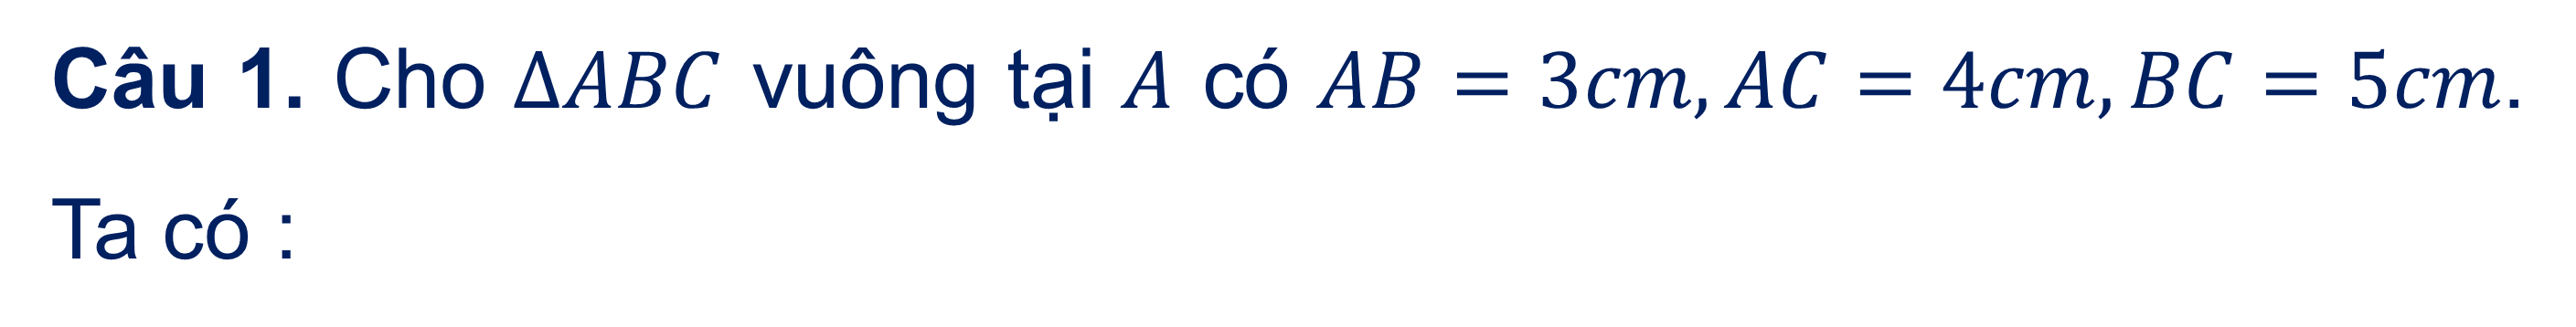 Câu 1. Cho ΔABC vuông tại A có AB = 3cm, AC = 4cm, BC = 5cm.
Ta có :